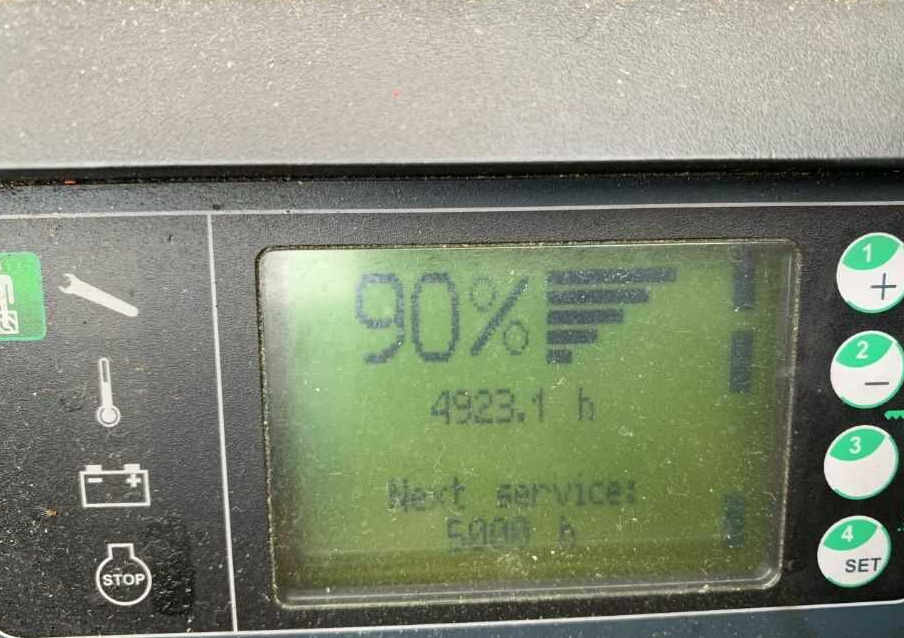 90%
4923.1 h
Next service:
5000 h
STOP
1
+
2
−
3
4
SET